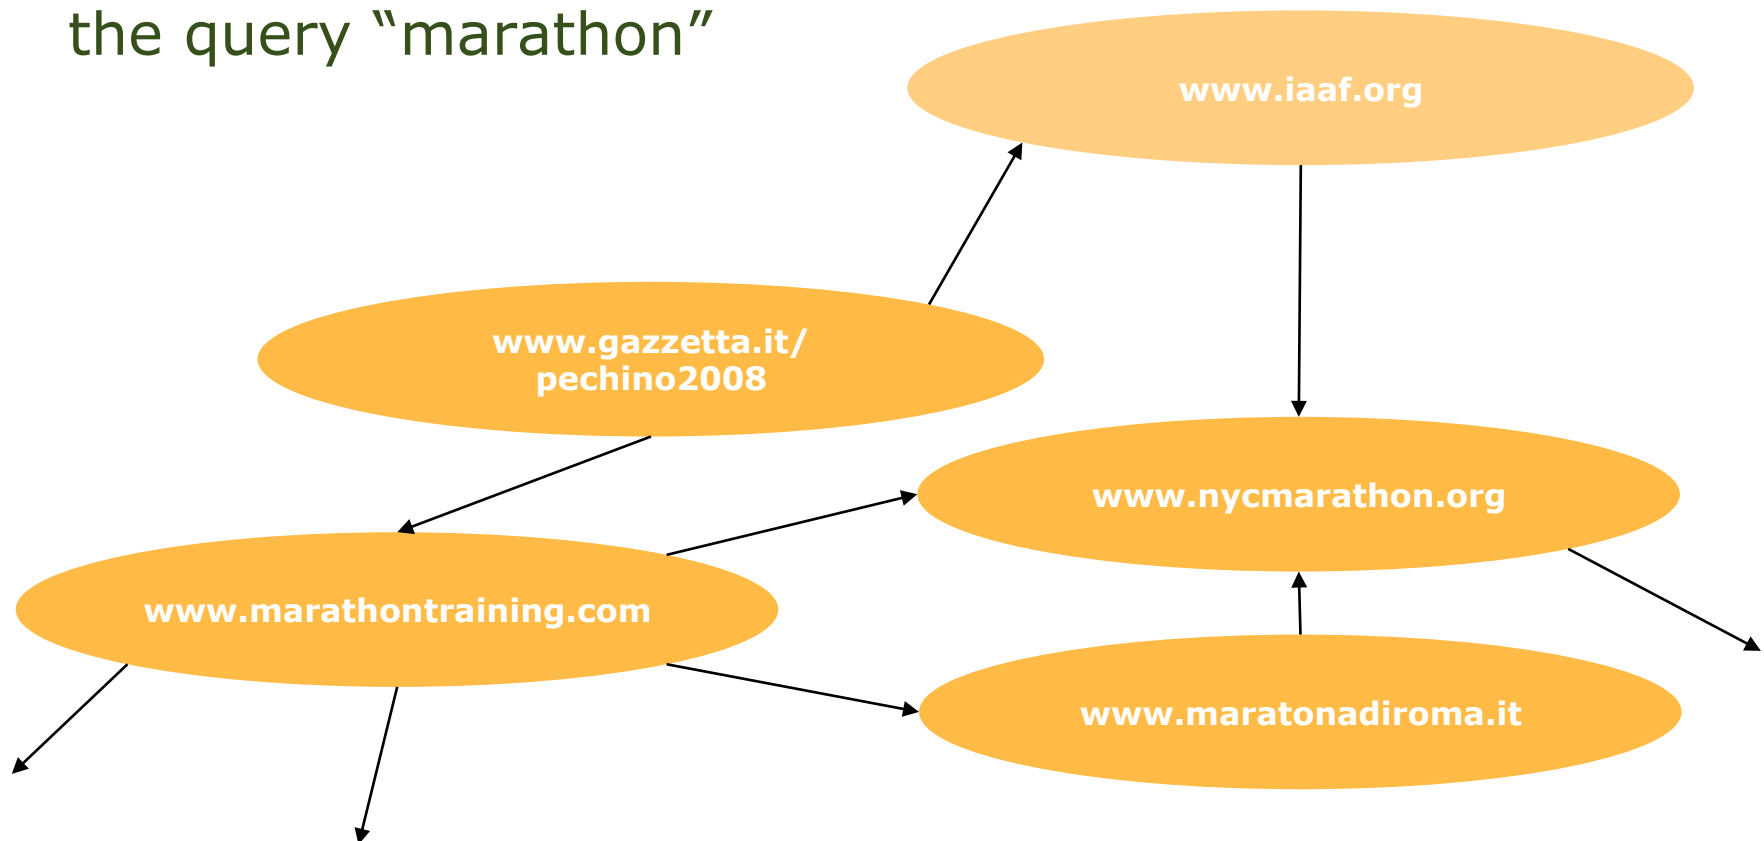 the query “marathon”
www.iaaf.org
www.gazzetta.it/
pechino2008
www.nycmarathon.org
www.marathontraining.com
www.maratonadiroma.it